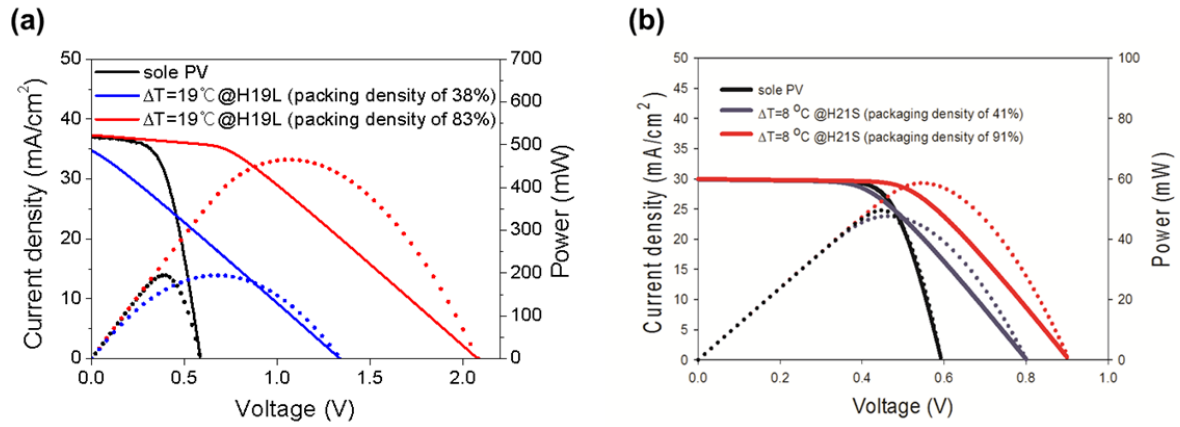 (a)
50
40
30
20
10
0
Current density (mA/cm²)
sole PV
ΔT=19℃@H19L (packing density of 38%)
ΔT=19℃@H19L (packing density of 83%)
700
600
500
400
300
200
100
0
Power (mW)
0.0 0.5 1.0 1.5 2.0
Voltage (V)
(b)
50
45
40
35
30
25
20
15
10
5
0
Current density (mA/cm²)
sole PV
ΔT=8 ⁰C @H21S (packaging density of 41%)
ΔT=8 ⁰C @H21S (packaging density of 91%)
100
80
60
40
20
0
Power (mW)
0.0 0.2 0.4 0.6 0.8 1.0
Voltage (V)